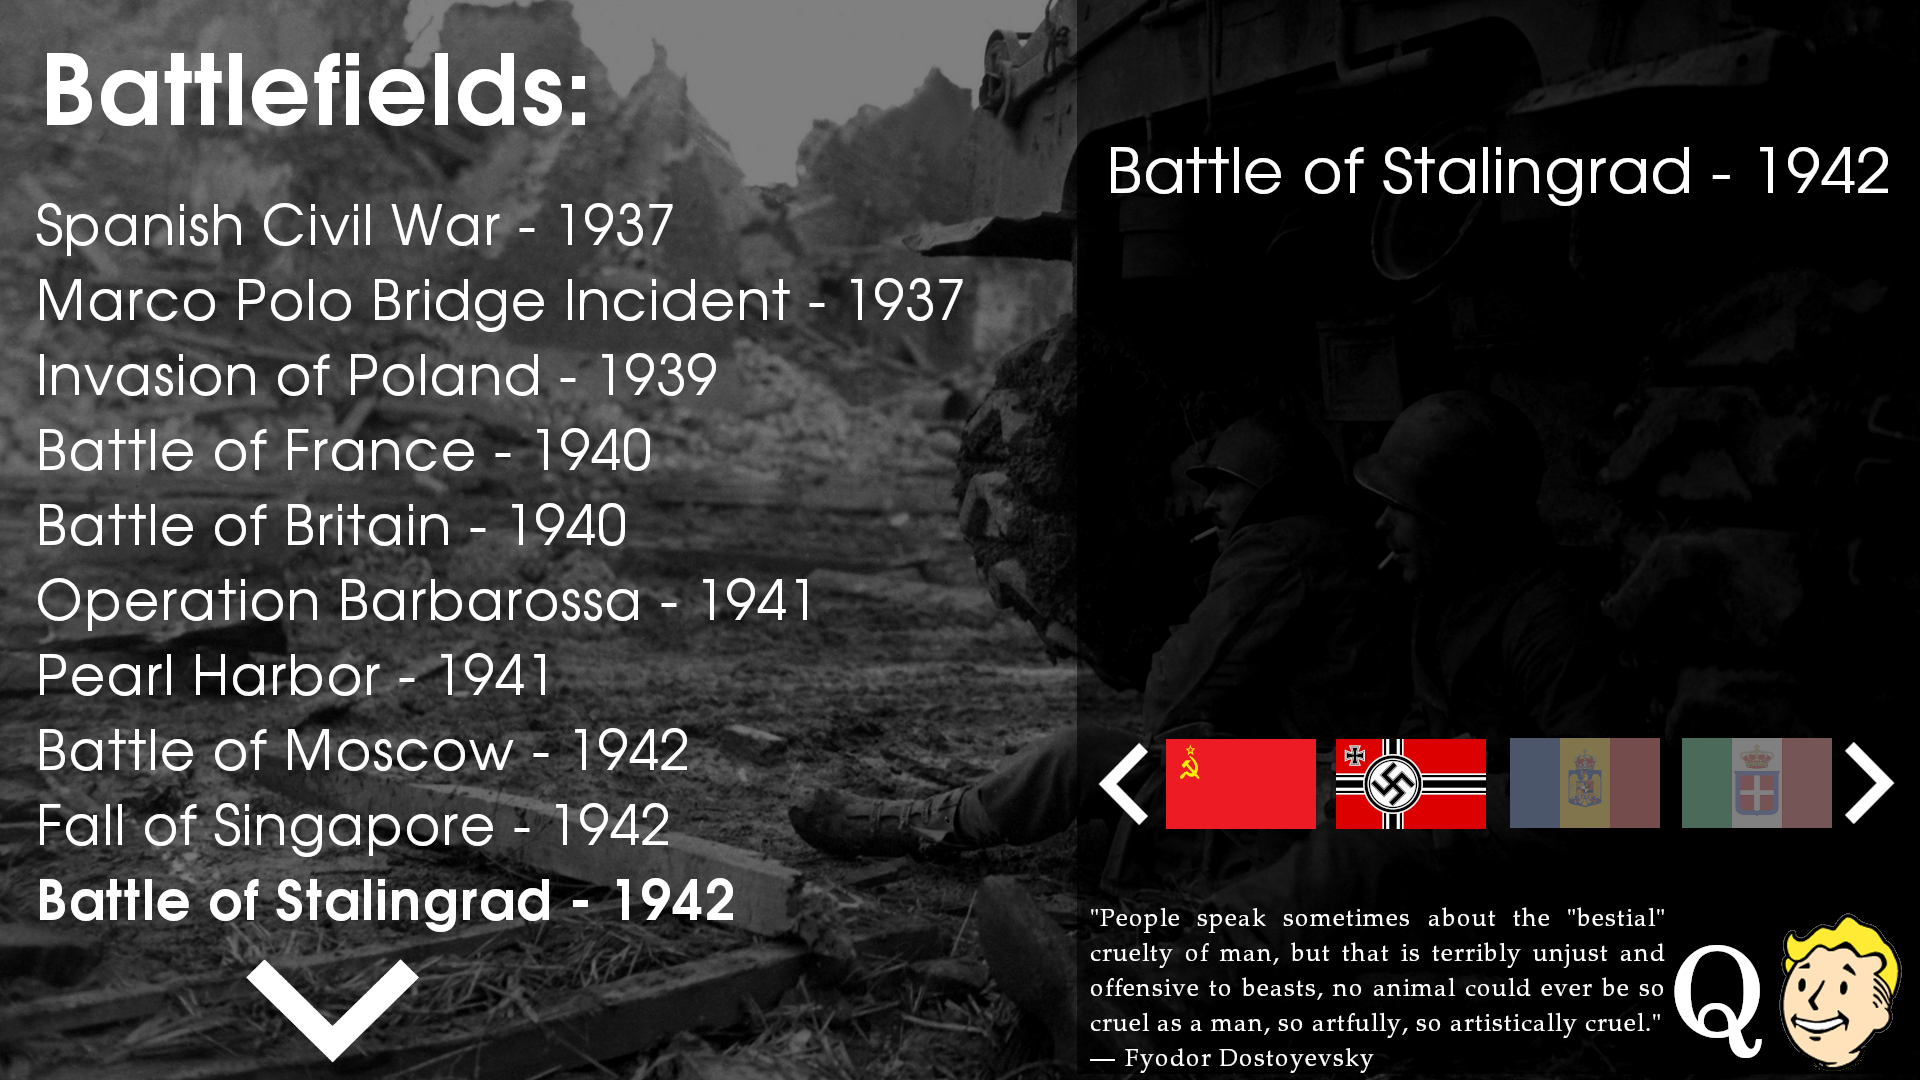 Battlefields:
Spanish Civil War - 1937
Marco Polo Bridge Incident - 1937
Invasion of Poland - 1939
Battle of France - 1940
Battle of Britain - 1940
Operation Barbarossa - 1941
Pearl Harbor - 1941
Battle of Moscow - 1942
Fall of Singapore - 1942
Battle of Stalingrad - 1942
Battle of Stalingrad - 1942
"People speak sometimes about the "bestial"
cruelty of man, but that is terribly unjust and
offensive to beasts, no animal could ever be so
cruel as a man, so artfully, so artistically cruel."
— Fyodor Dostoyevsky
Q